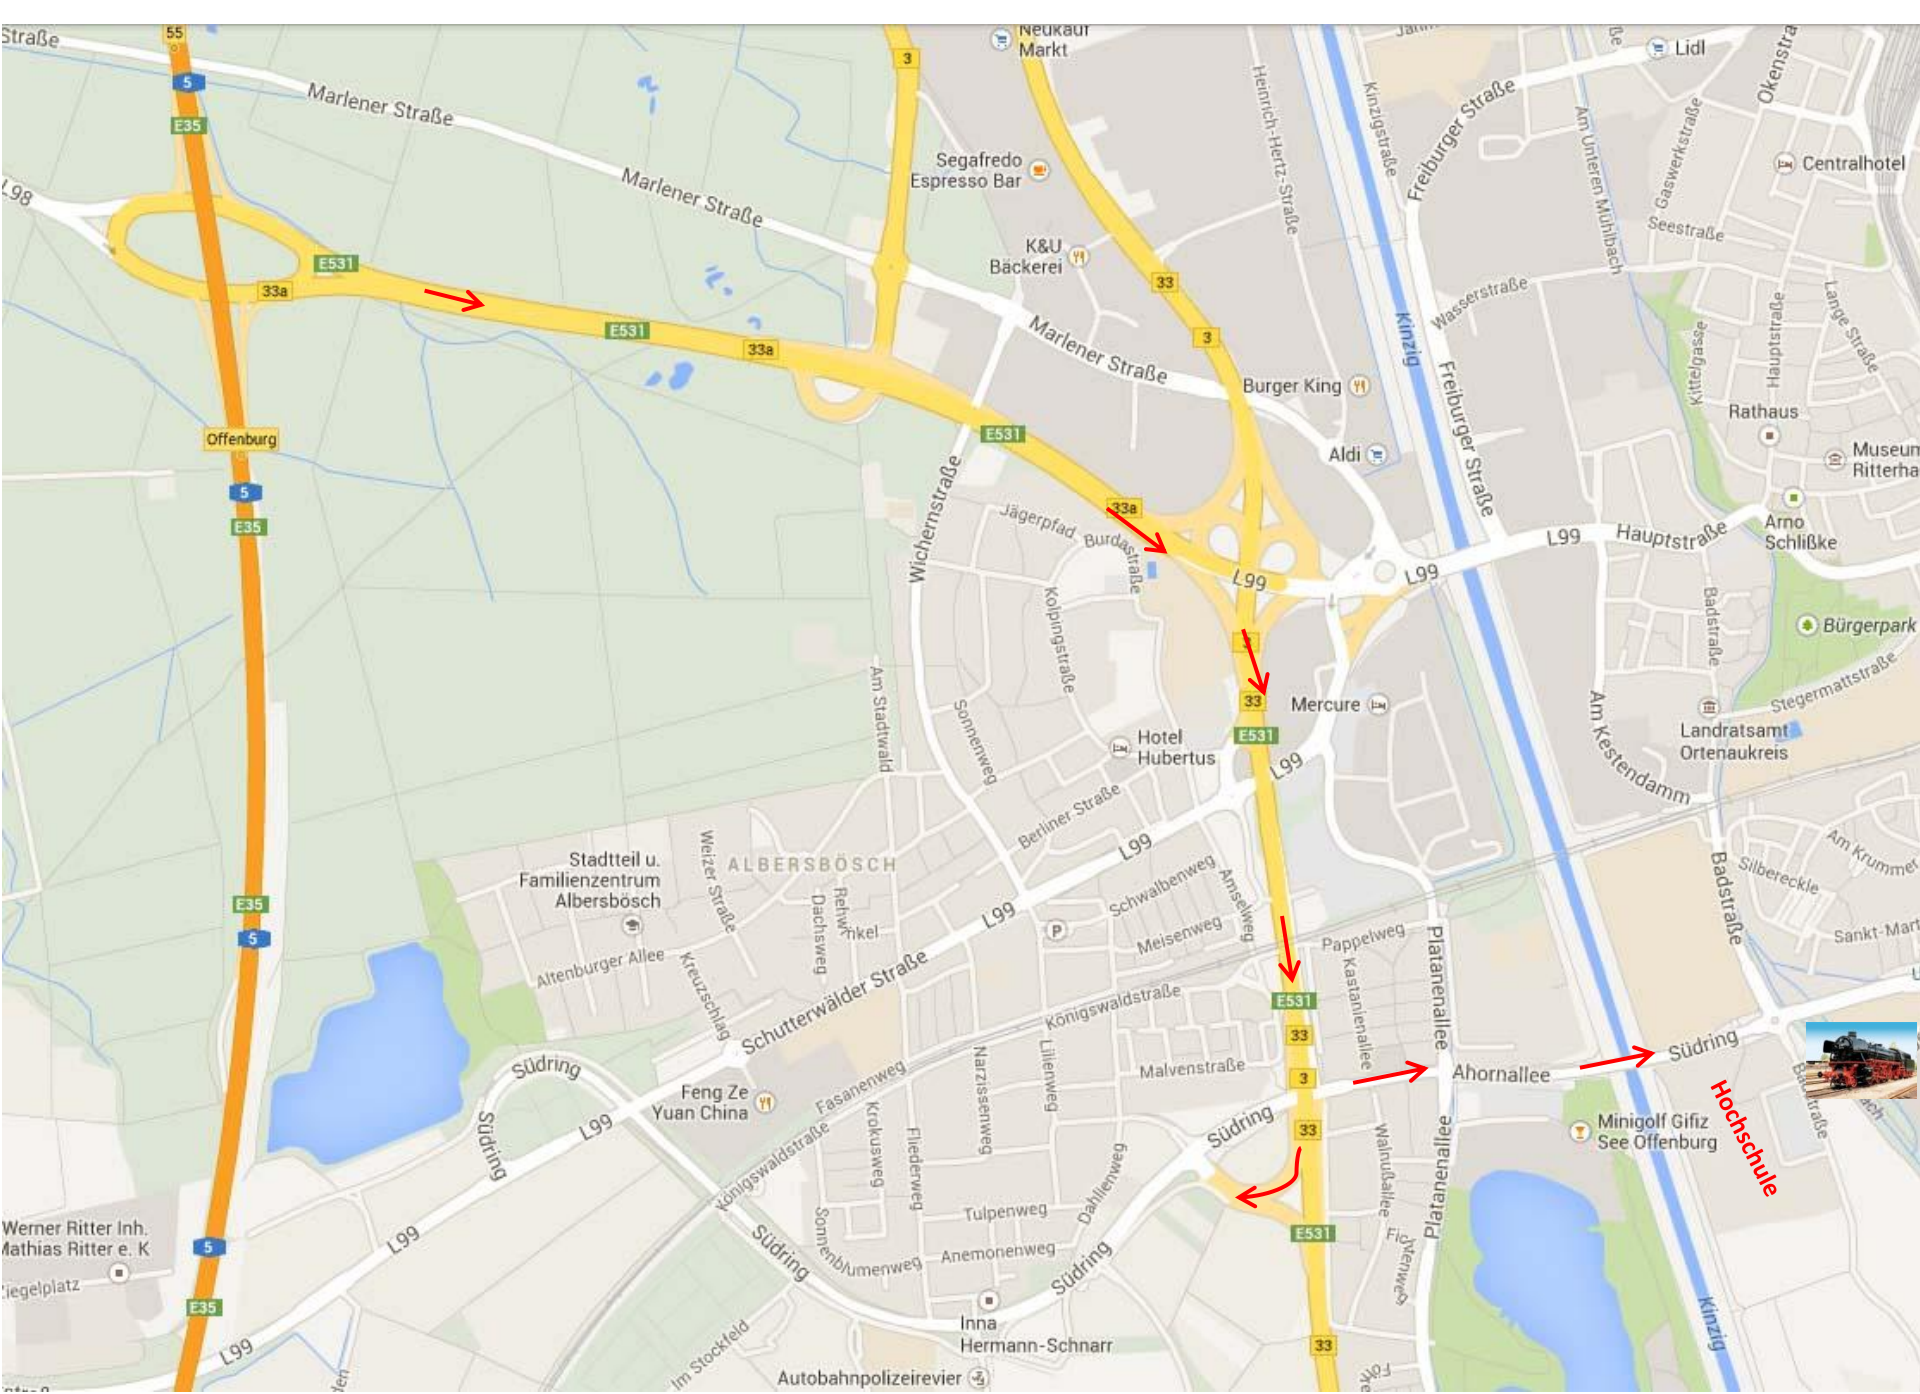 Straße
55
5
E35
L98
Marlener Straße
3
Neukauf
Markt
Segafredo
Espresso Bar
K&U
Bäckerei
Marlener Straße
E531
33a
E531
33a
33
3
Marlener Straße
Heinrich-Hertz-Straße
Kinzigstraße
Kinzig
Freiburger Straße
Lidl
Okenstra
Am Unteren Mühlbach
Gaswerkstraße
Centralhotel
Seestraße
Wasserstraße
Kittelgasse
Hauptstraße
Lange Straße
Freiburger Straße
Burger King
Aldi
Rathaus
Museum
Ritterha
Arno
Schlißke
Offenburg
5
E35
E531
33a
Wichernstraße
Jägerpfad
Burdastraße
Kolpingstraße
L99
L99
L99
Hauptstraße
Badstraße
Bürgerpark
Stegermattstraße
Am Kestendamm
Landratsamt
Ortenaukreis
33
E531
Mercure
Hotel
Hubertus
L99
Am Stadtwald
Sonnenweg
Berliner Straße
L99
Stadtteil u.
Familienzentrum
Albersbösch
ALBERSBÖSCH
Weizer Straße
Dachsweg
Altenburger Allee
Kreuzschlag
E35
5
L99
P
Schwalbenweg
Amselweg
Meisenweg
Pappelweg
Kastanienallee
Platanenallee
Badstraße
Silbereckle
Am Krummer
Sankt-Mart
Schutterwälder Straße
Königswaldstraße
E531
33
Malvenstraße
3
Ahornallee
Südring
Hochschule
Südring
Südring
L99
Feng Ze
Yuan China
Fasanenweg
Königswaldstraße
Krokusweg
Fliederweg
Narzissenweg
Lilienweg
Dahlienweg
Südring
33
Walnußallee
Platanenallee
Minigolf Gifiz
See Offenburg
Tulpenweg
Anemonenweg
Sonnenblumenweg
Südring
Südring
E531
Fichtenweg
Werner Ritter Inh.
Mathias Ritter e. K
5
L99
E35
L99
Inna
Hermann-Schnarr
Im Stockfeld
Autobahnpolizeirevier
33
Kinzig